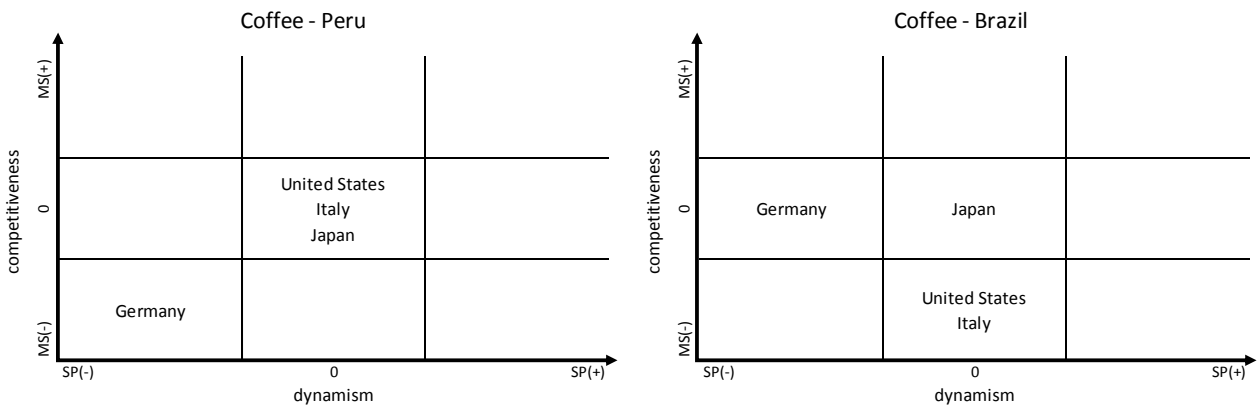 Coffee - Peru
MS(+)
competitiveness
0
MS(-)
United States
Italy
Japan
Germany
SP(-)
0
SP(+)
dynamism
Coffee - Brazil
MS(+)
competitiveness
0
MS(-)
Germany
Japan
United States
Italy
SP(-)
0
SP(+)
dynamism